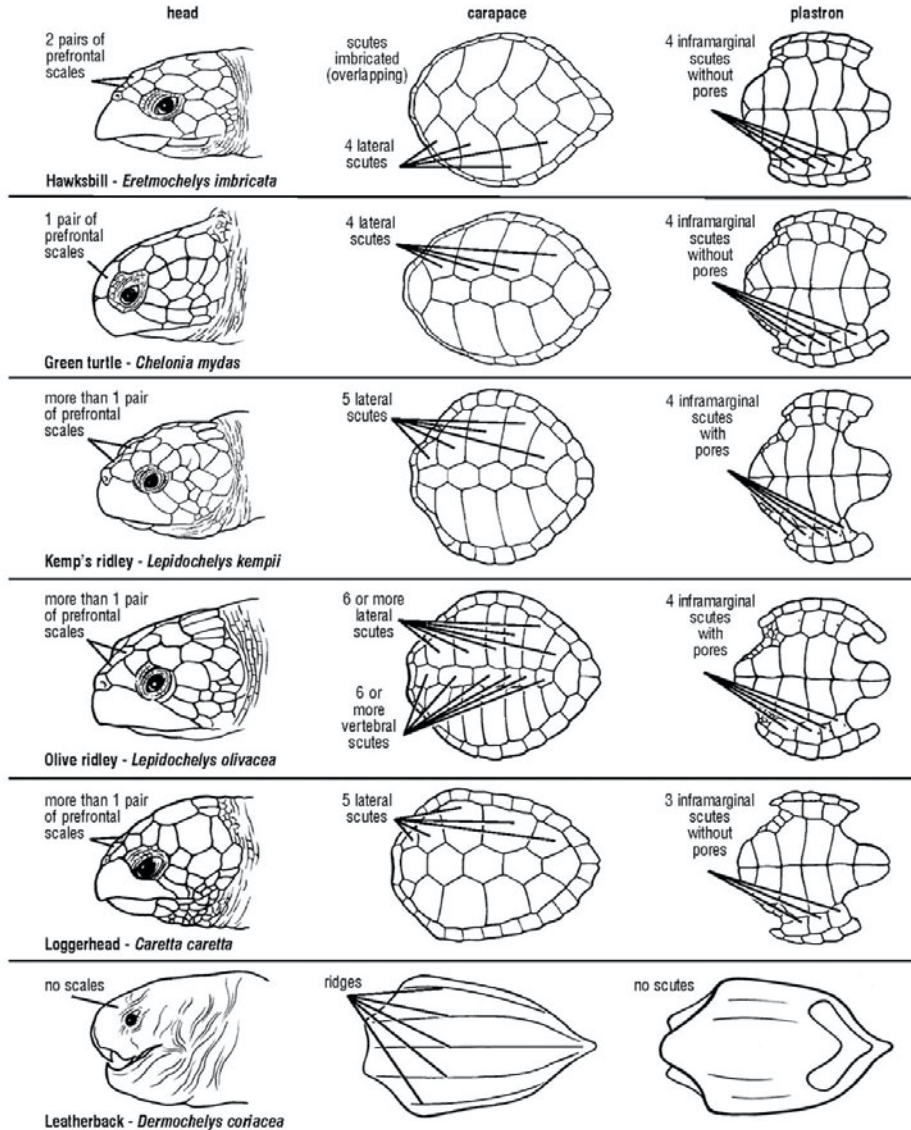 head
carapace
plastron
2 pairs of
prefrontal
scales
scutes
imbricated
(overlapping)
4 lateral
scutes
4 inframarginal
scutes
without
pores
Hawksbill - Eretmochelys imbricata
1 pair of
prefrontal
scales
4 lateral
scutes
4 inframarginal
scutes
without
pores
Green turtle - Chelonia mydas
more than 1 pair
of prefrontal
scales
5 lateral
scutes
4 inframarginal
scutes
with
pores
Kemp's ridley - Lepidochelys kempii
more than 1 pair
of prefrontal
scales
6 or more
lateral
scutes
6 or
more
vertebral
scutes
4 inframarginal
scutes
with
pores
Olive ridley - Lepidochelys olivacea
more than 1 pair
of prefrontal
scales
5 lateral
scutes
3 inframarginal
scutes
without
pores
Loggerhead - Caretta caretta
no scales
ridges
no scutes
Leatherback - Dermochelys coriacea